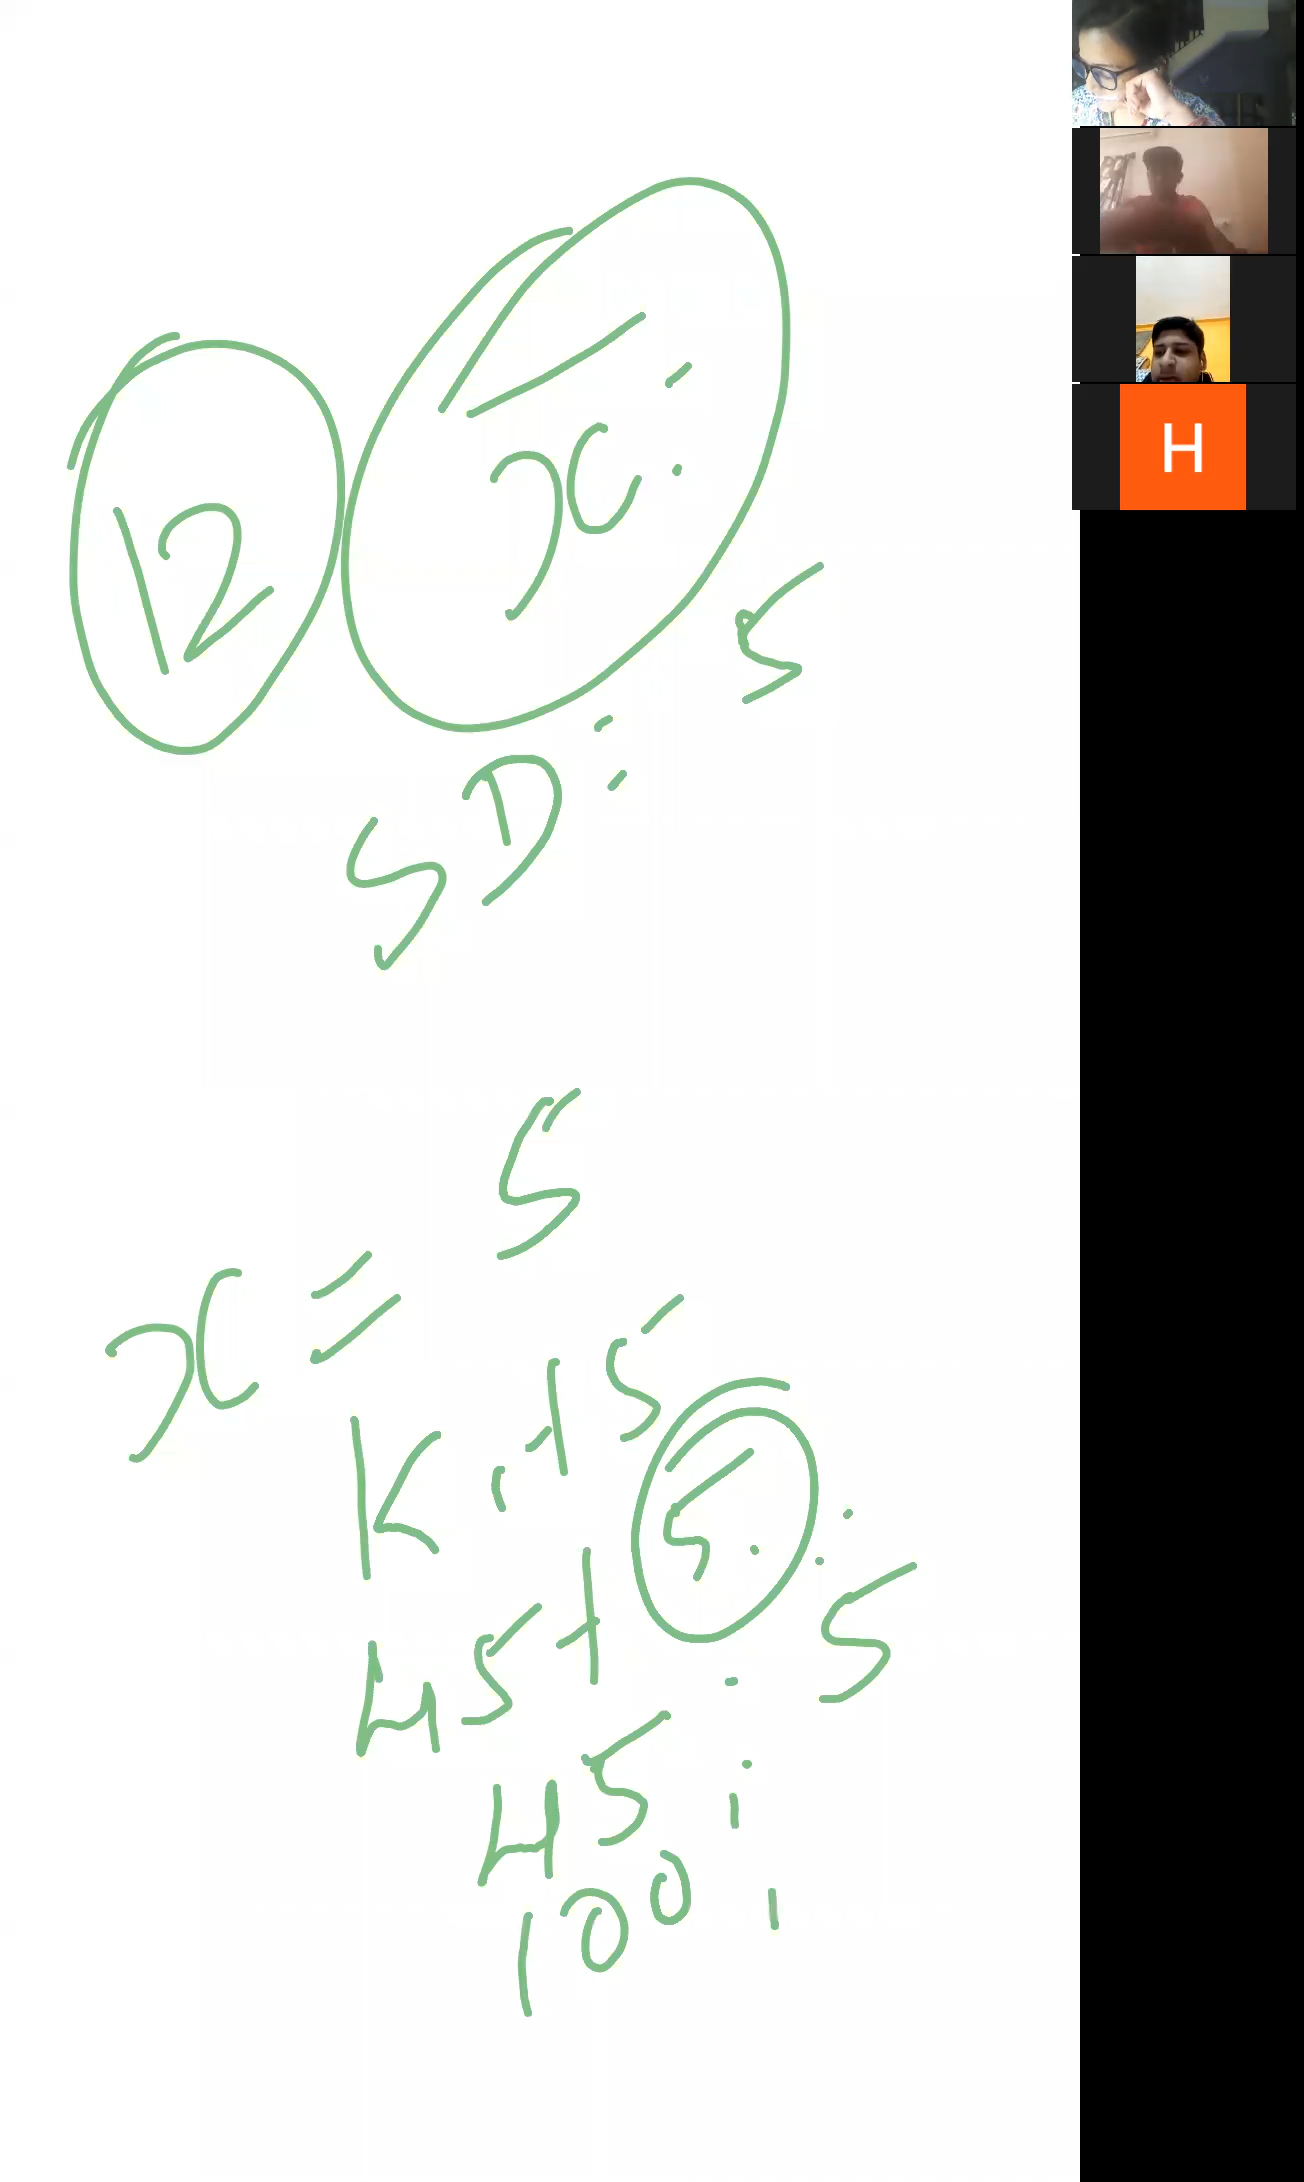 12 x̄ :
SD : 5
x = 5
K, + 5
45 + 5. : 5
45 ;
100 ,
H